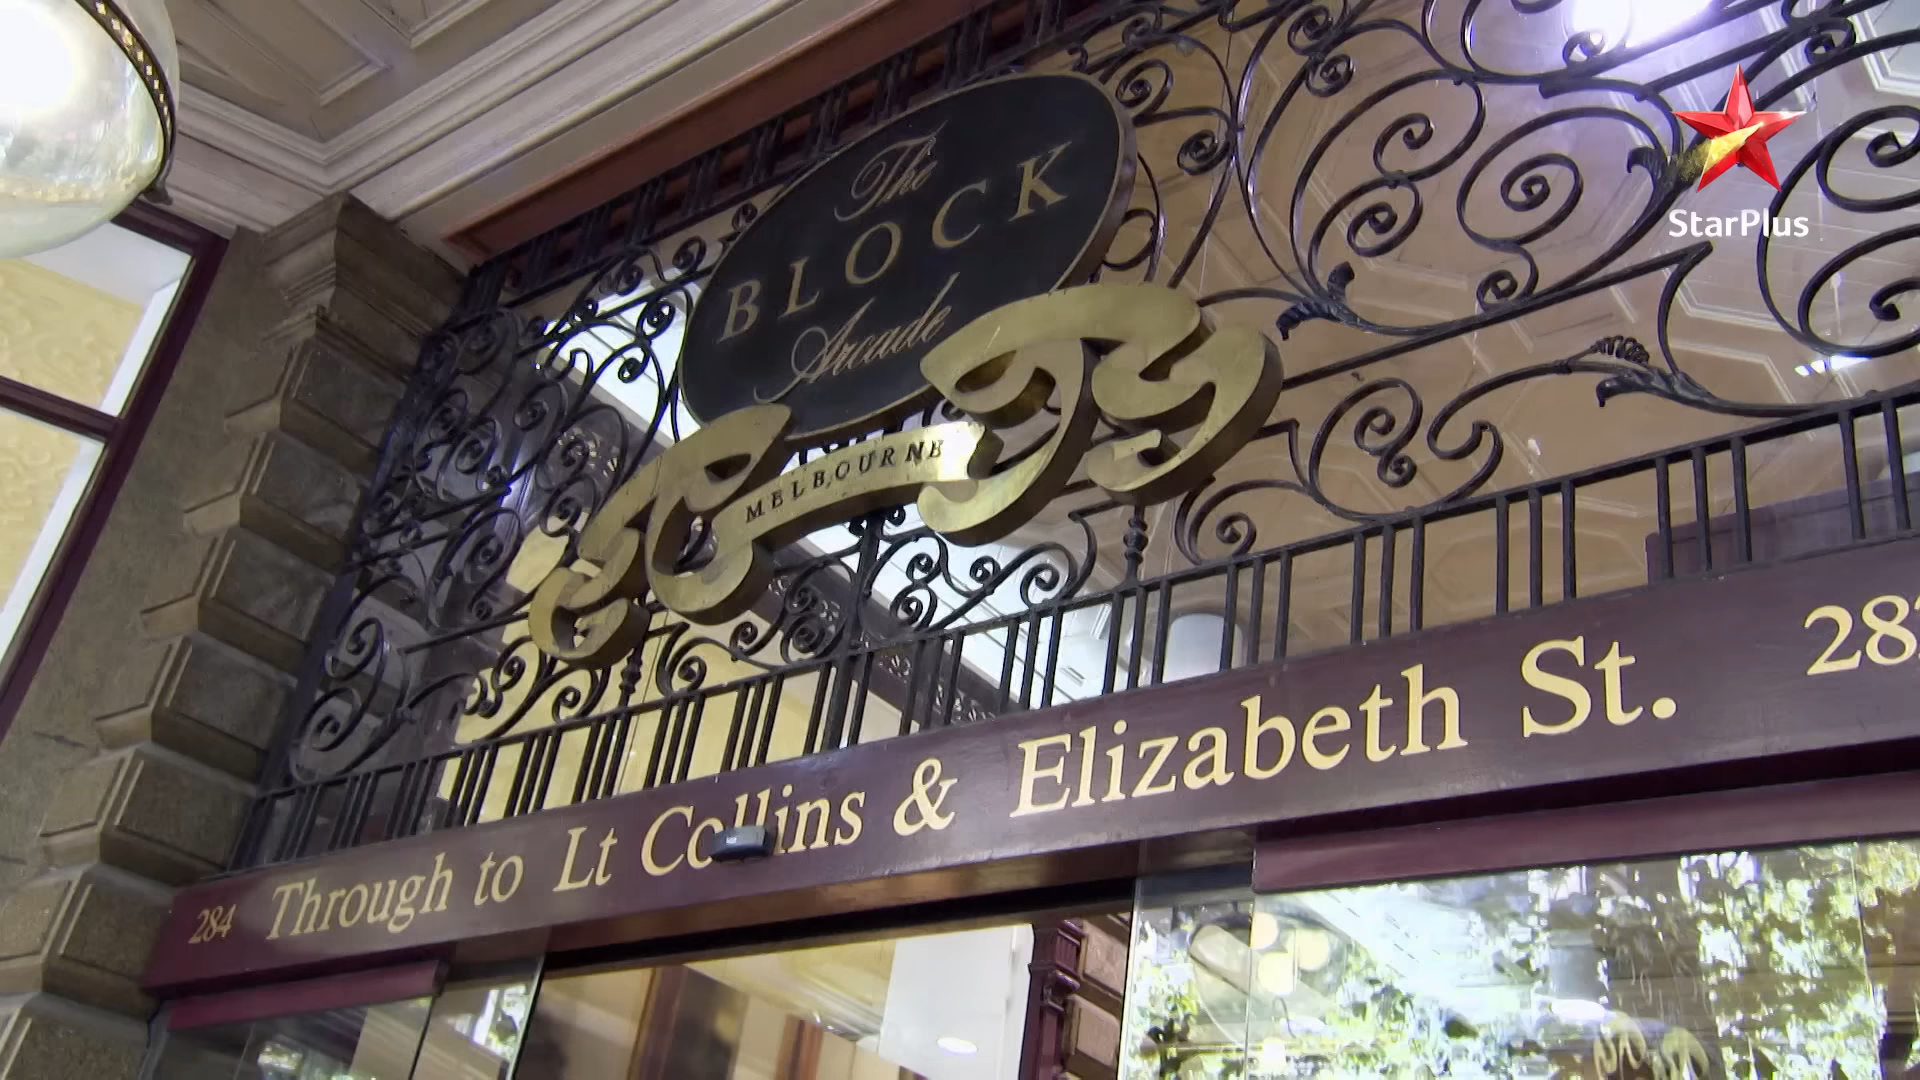 The
BLOCK
Arcade
MELBOURNE
284 Through to Lt Collins & Elizabeth St.
StarPlus